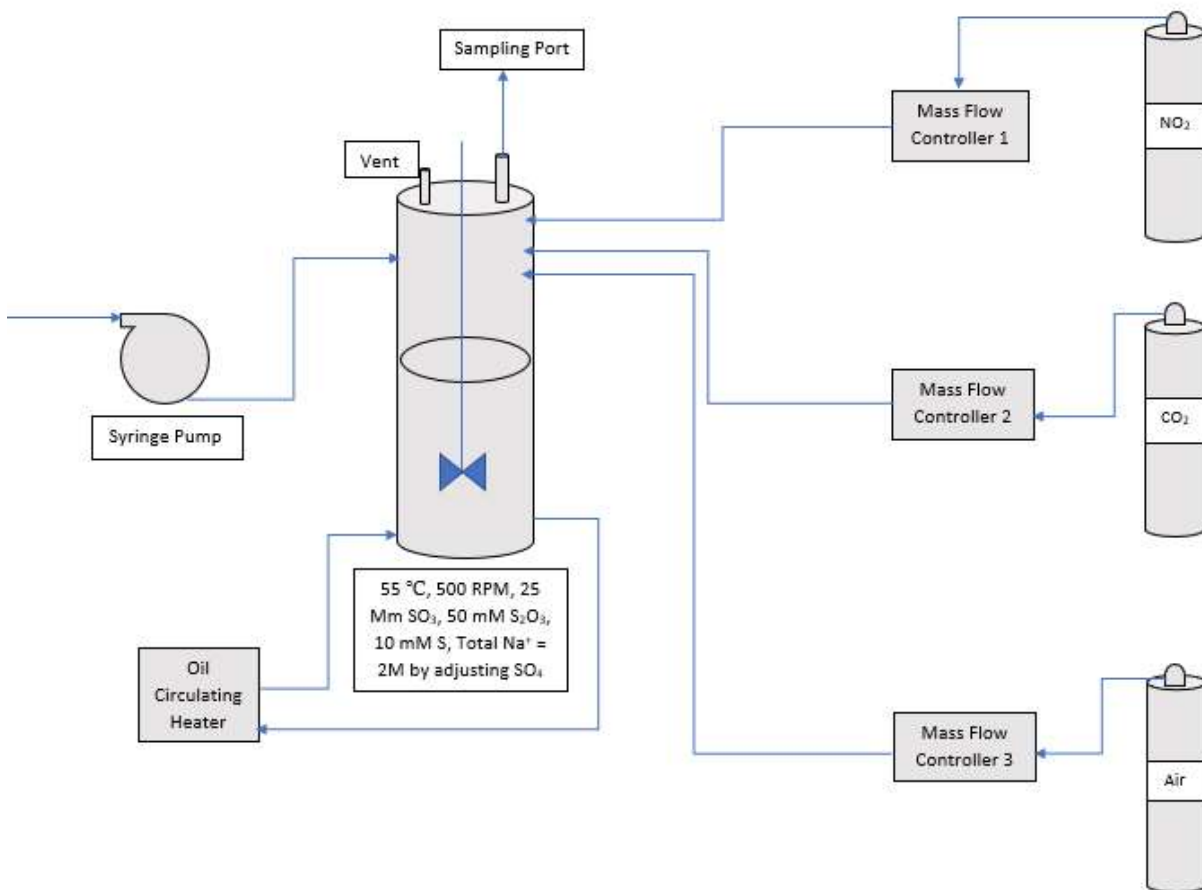 Sampling Port
Vent
Mass Flow
Controller 1
NO₂
Syringe Pump
Mass Flow
Controller 2
CO₂
55 ℃, 500 RPM, 25
Mm SO₃, 50 mM S₂O₃,
10 mM S, Total Na⁺ =
2M by adjusting SO₄
Oil
Circulating
Heater
Mass Flow
Controller 3
Air